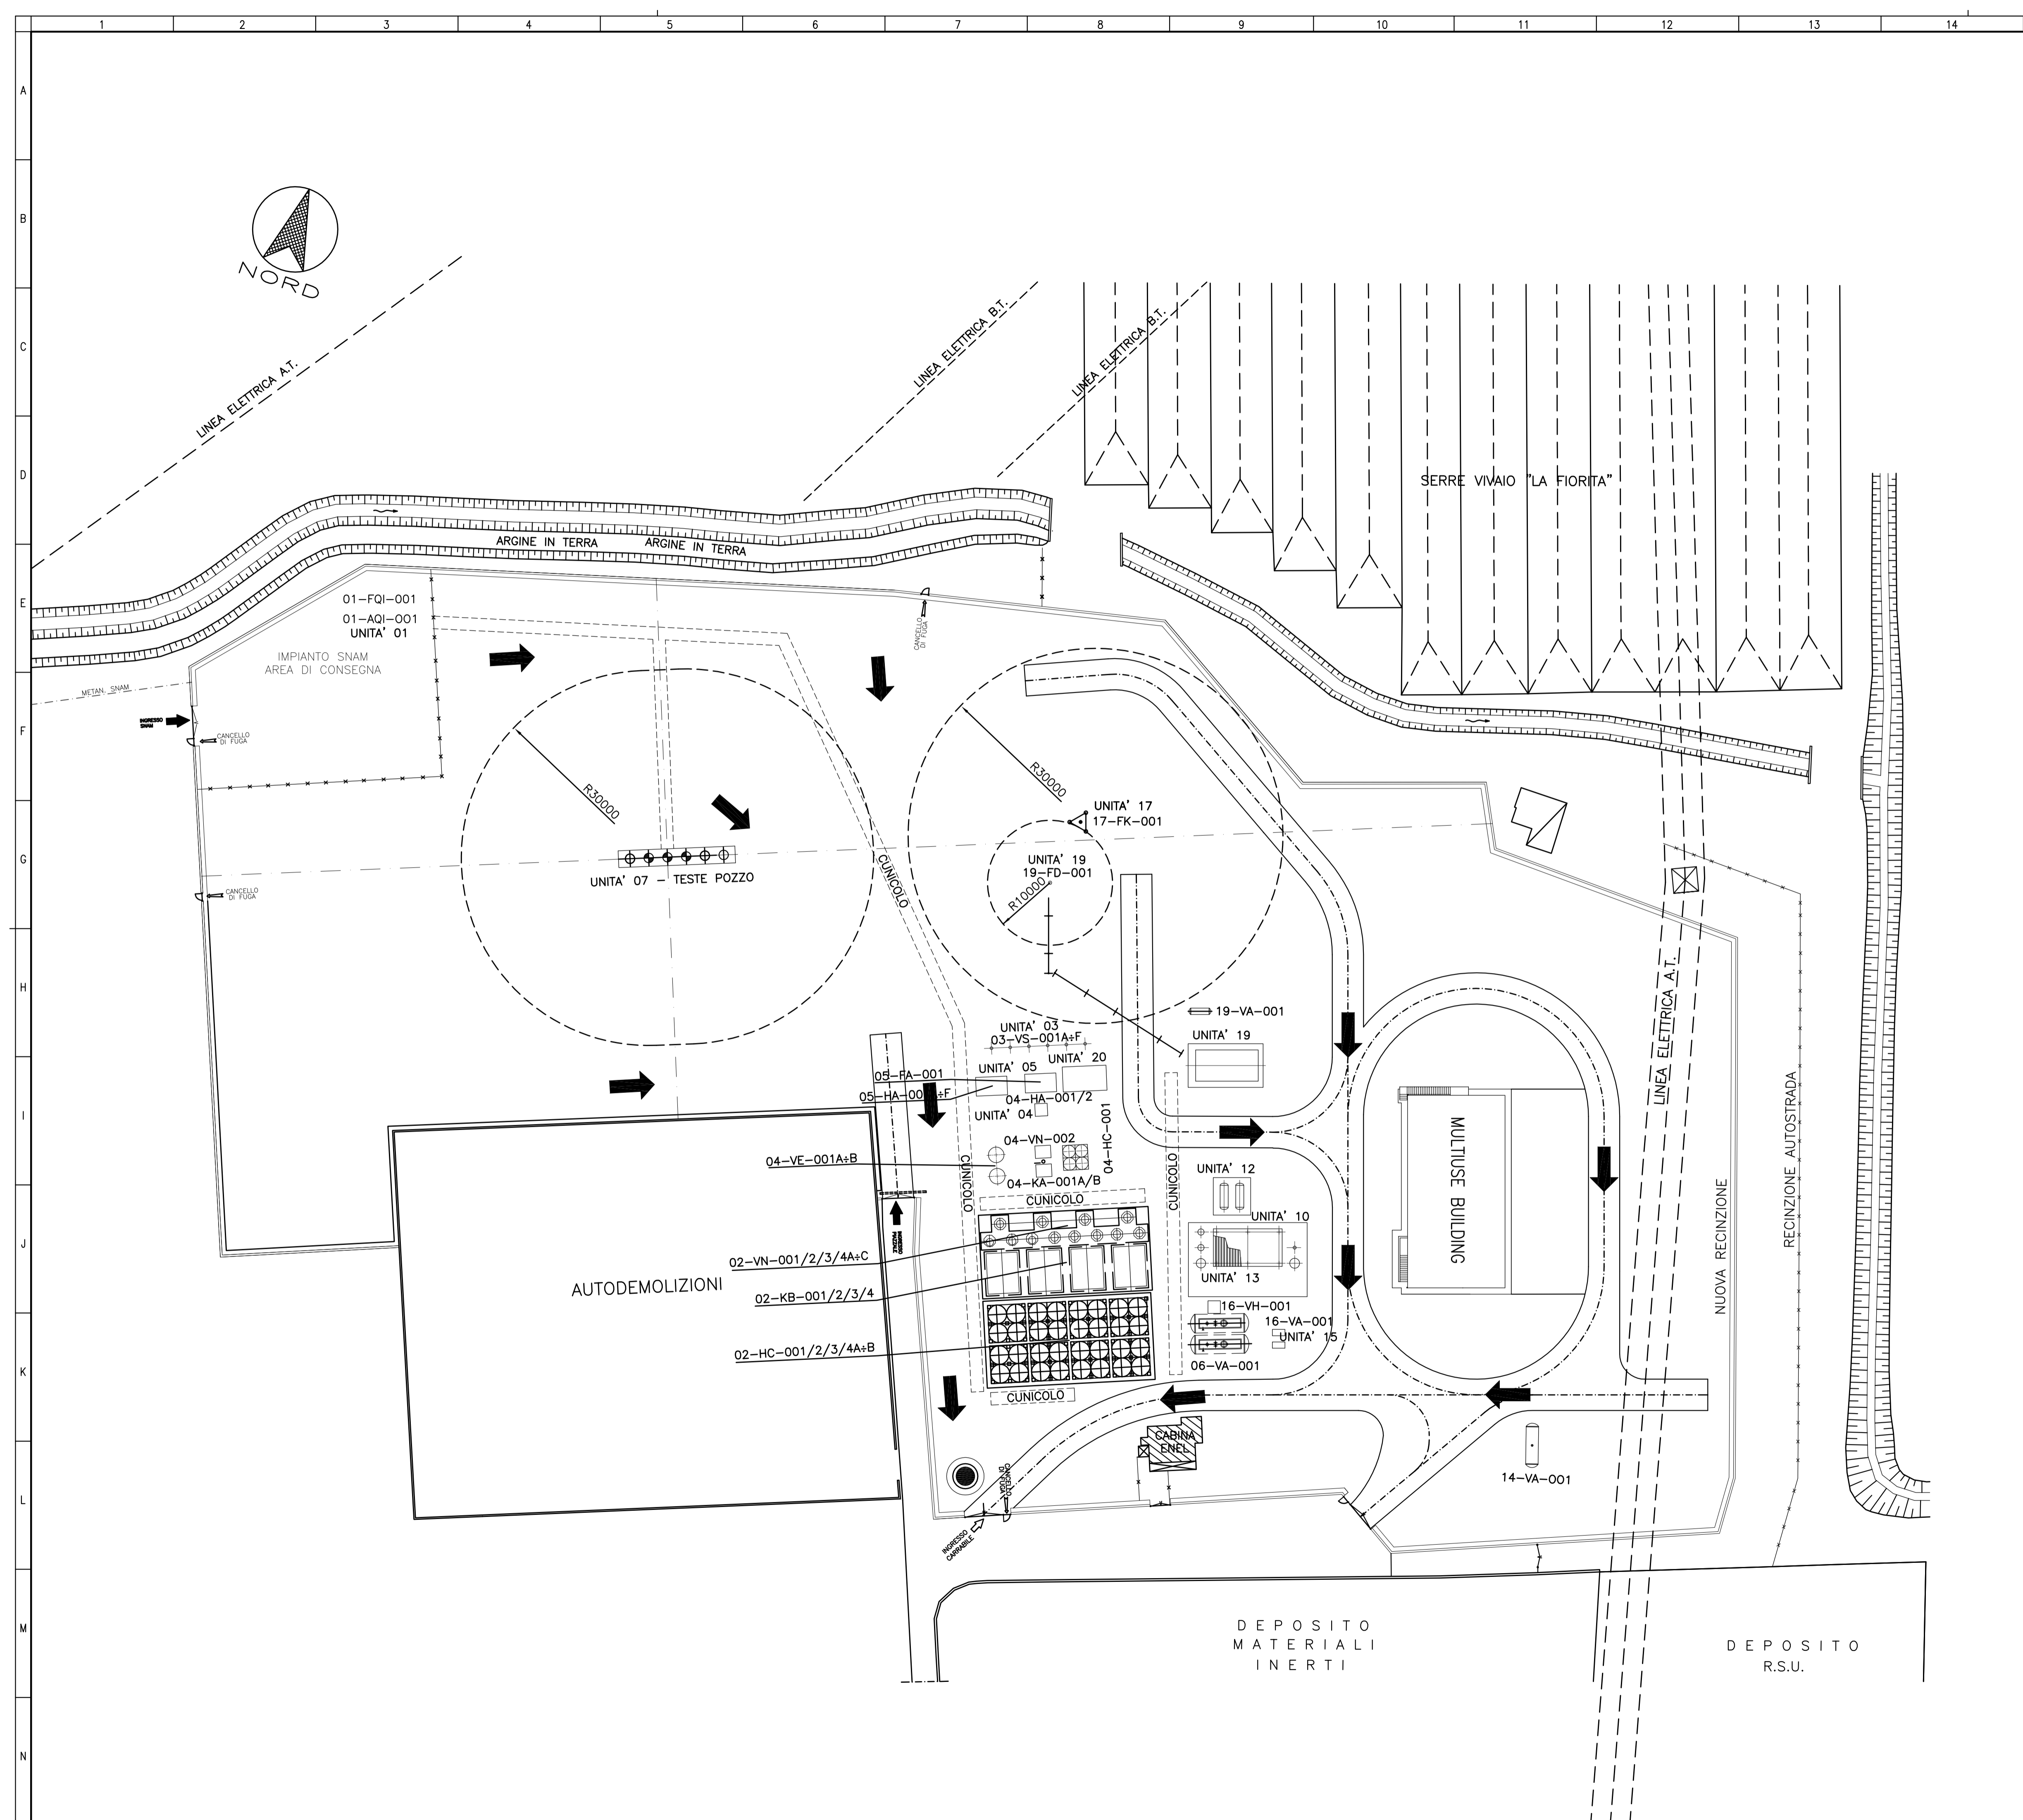 1 2 3 4 5 6 7 8 9 10 11 12 13 14
A
B
C
D
E
F
G
H
I
J
K
L
M
N
NORD
LINEA ELETTRICA A.T.
LINEA ELETTRICA B.T.
LINEA ELETTRICA B.T.
SERRE VIVAIO "LA FIORITA"
ARGINE IN TERRA
ARGINE IN TERRA
01-FQI-001
01-AQI-001
UNITA' 01
IMPIANTO SNAM
AREA DI CONSEGNA
METAN. SNAM
INGRESSO
SNAM
CANCELLO
DI FUGA
CANCELLO
DI FUGA
CANCELLO
DI FUGA
R30000
R30000
UNITA' 17
17-FK-001
UNITA' 19
19-FD-001
R10000
UNITA' 07 - TESTE POZZO
CUNICOLO
19-VA-001
UNITA' 19
UNITA' 03
03-VS-001A÷F
UNITA' 20
UNITA' 05
05-FA-001
05-HA-001A÷F
04-HA-001/2
UNITA' 04
04-HC-001
04-VN-002
04-VE-001A÷B
04-KA-001A/B
CUNICOLO
CUNICOLO
CUNICOLO
UNITA' 12
UNITA' 10
UNITA' 13
02-VN-001/2/3/4A÷C
02-KB-001/2/3/4
02-HC-001/2/3/4A÷B
16-VH-001
16-VA-001
UNITA' 15
06-VA-001
CUNICOLO
AUTODEMOLIZIONI
INGRESSO
PAZZALE
MULTIUSE BUILDING
LINEA ELETTRICA A.T.
NUOVA RECINZIONE
RECINZIONE AUTOSTRADA
CABINA
ENEL
14-VA-001
CANCELLO
DI FUGA
INGRESSO
CARRABILE
DEPOSITO
MATERIALI
INERTI
DEPOSITO
R.S.U.